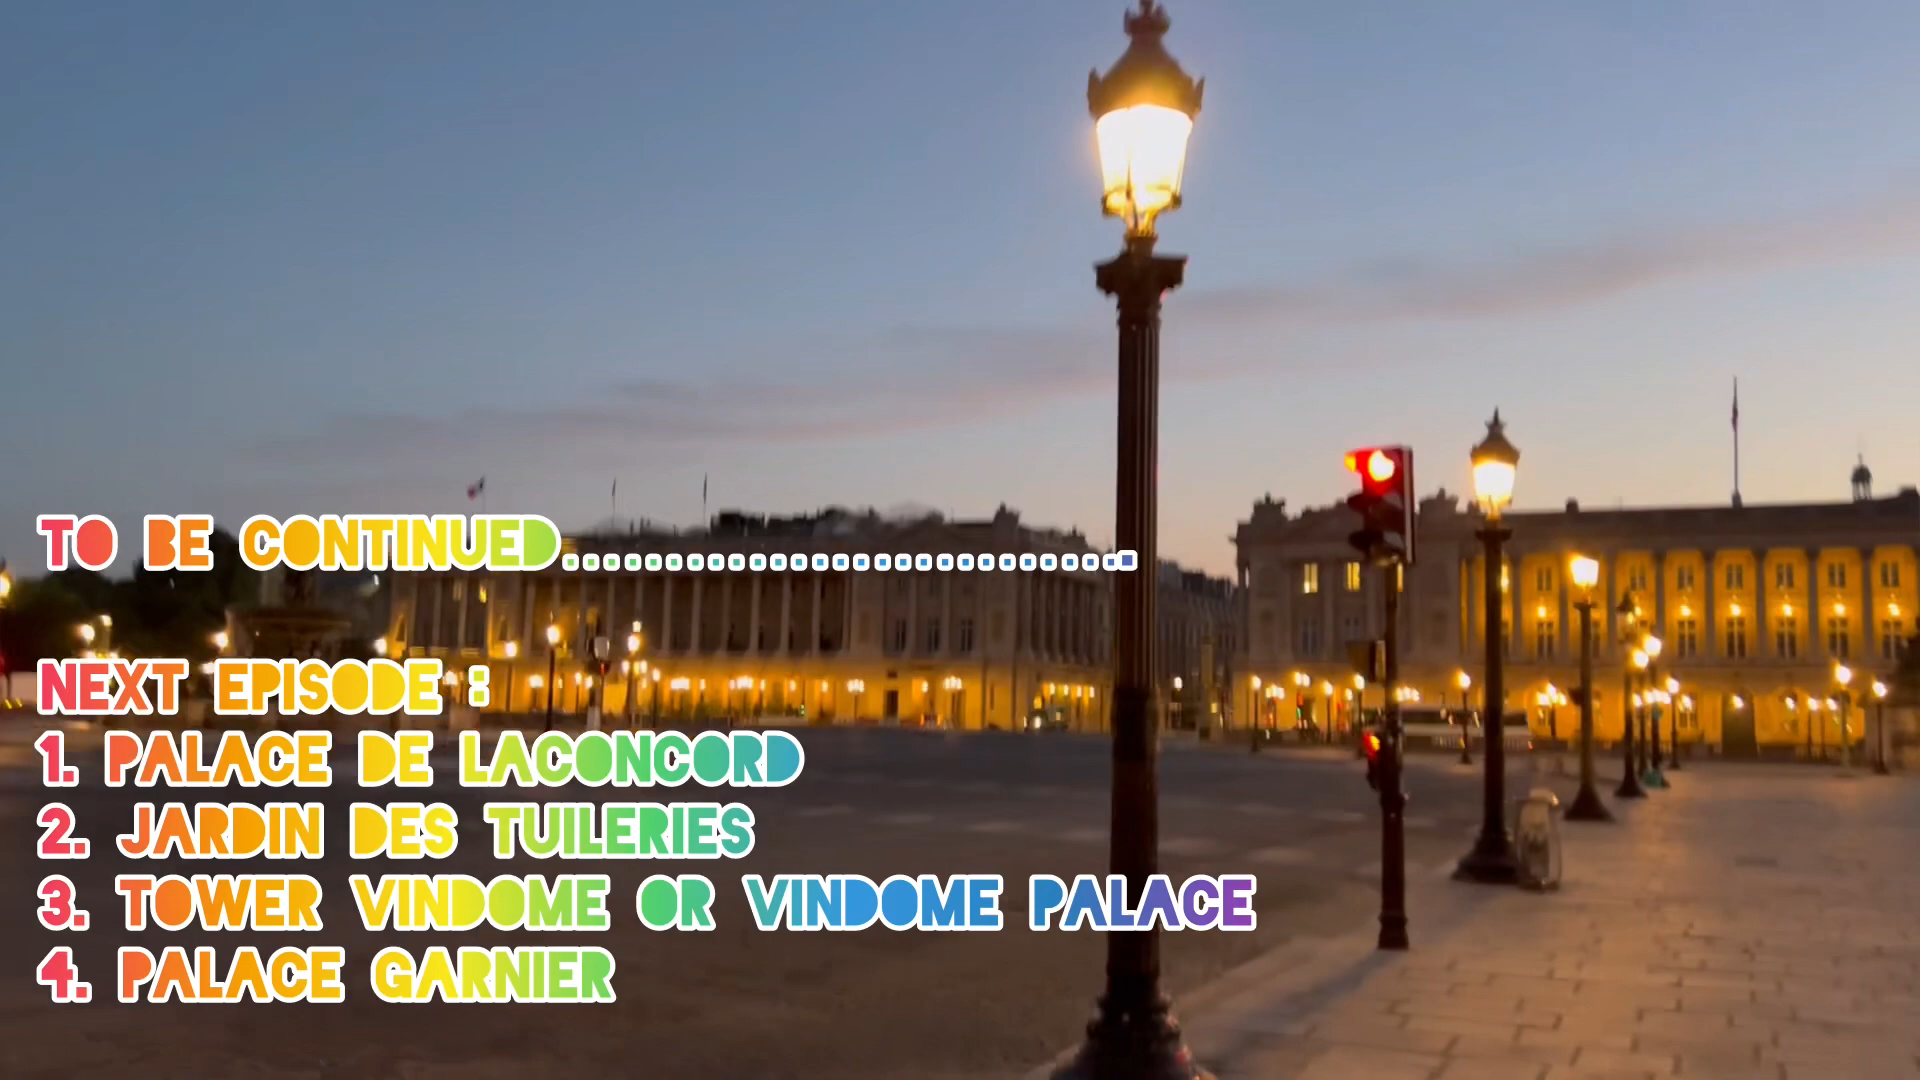 TO BE CONTINUED...........................
NEXT EPISODE :
1. PALACE DE LACONCORD
2. JARDIN DES TUILERIES
3. TOWER VINDOME OR VINDOME PALACE
4. PALACE GARNIER